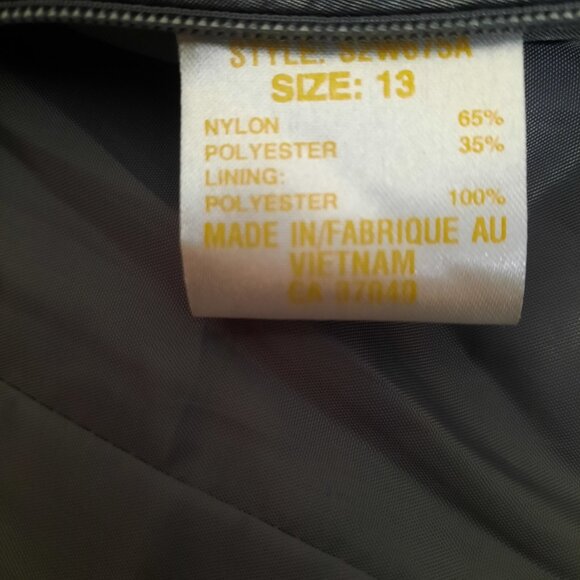 STYLE:
SIZE: 13
NYLON 65%
POLYESTER 35%
LINING:
POLYESTER 100%
MADE IN/FABRIQUE AU
VIETNAM
CA